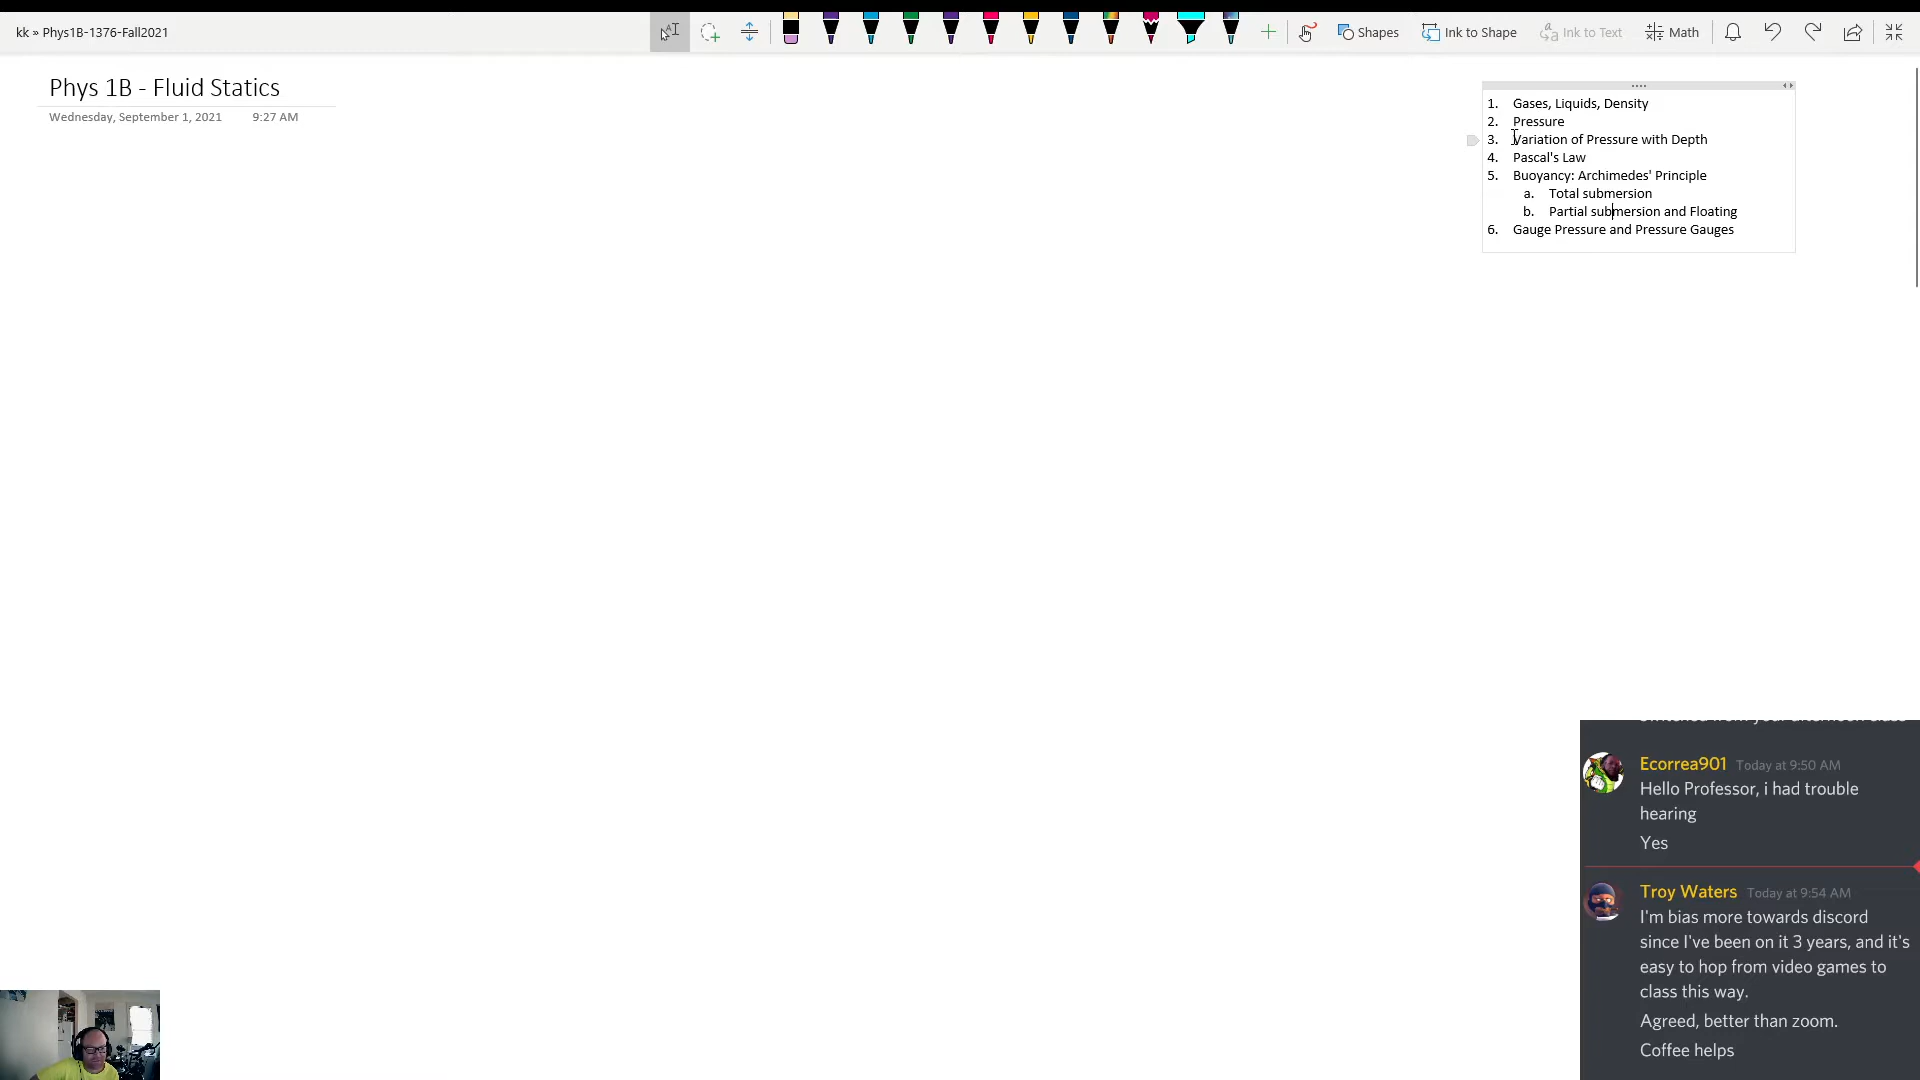 kk » Phys1B-1376-Fall2021
Shapes
Ink to Shape
Ink to Text
Math
Phys 1B - Fluid Statics
Wednesday, September 1, 2021 9:27 AM
1. Gases, Liquids, Density
2. Pressure
3. Variation of Pressure with Depth
4. Pascal's Law
5. Buoyancy: Archimedes' Principle
a. Total submersion
b. Partial submersion and Floating
6. Gauge Pressure and Pressure Gauges
Ecorrea901 Today at 9:50 AM
Hello Professor, i had trouble
hearing
Yes
Troy Waters Today at 9:54 AM
I'm bias more towards discord
since I've been on it 3 years, and it's
easy to hop from video games to
class this way.
Agreed, better than zoom.
Coffee helps